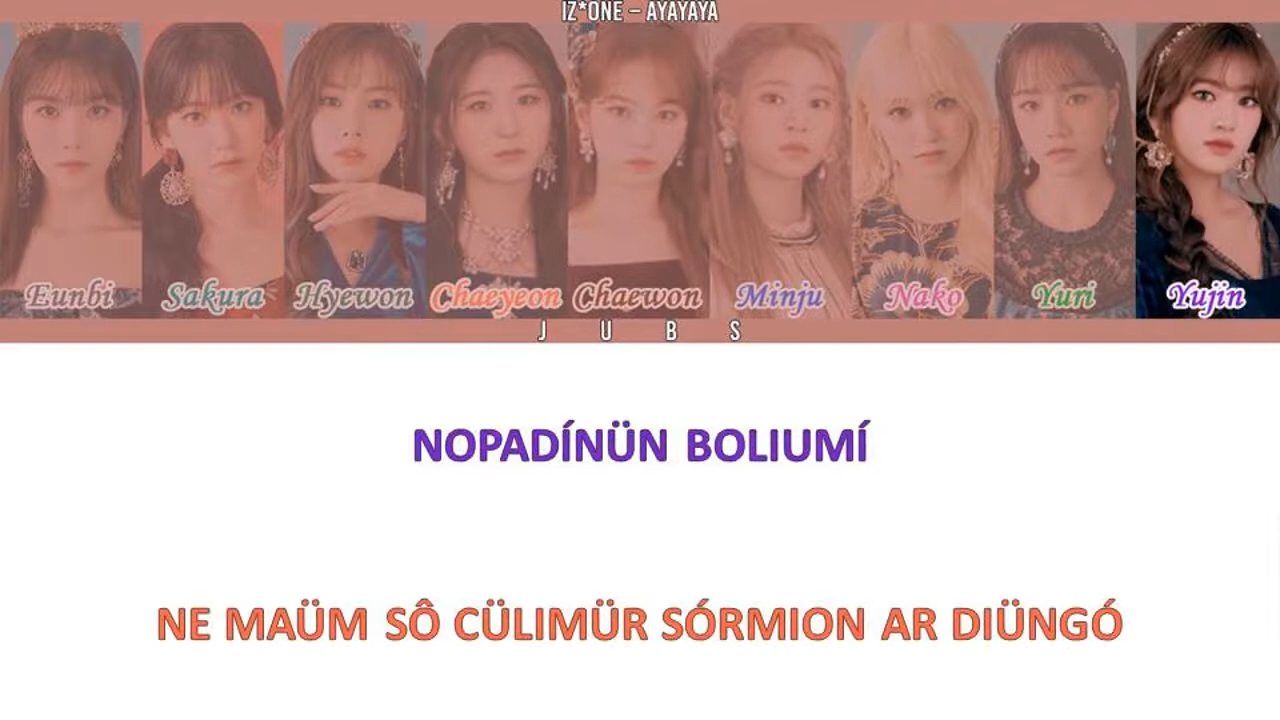 IZ*ONE – AYAYAYA
Eunbi Sakura Hyewon Chaeyeon Chaewon Minju Nako Yuri Yujin
J U B S
NOPADÍNÜN BOLIUMÍ
NE MAÜM SÔ CÜLIMÜR SÓRMION AR DIÜNGÓ